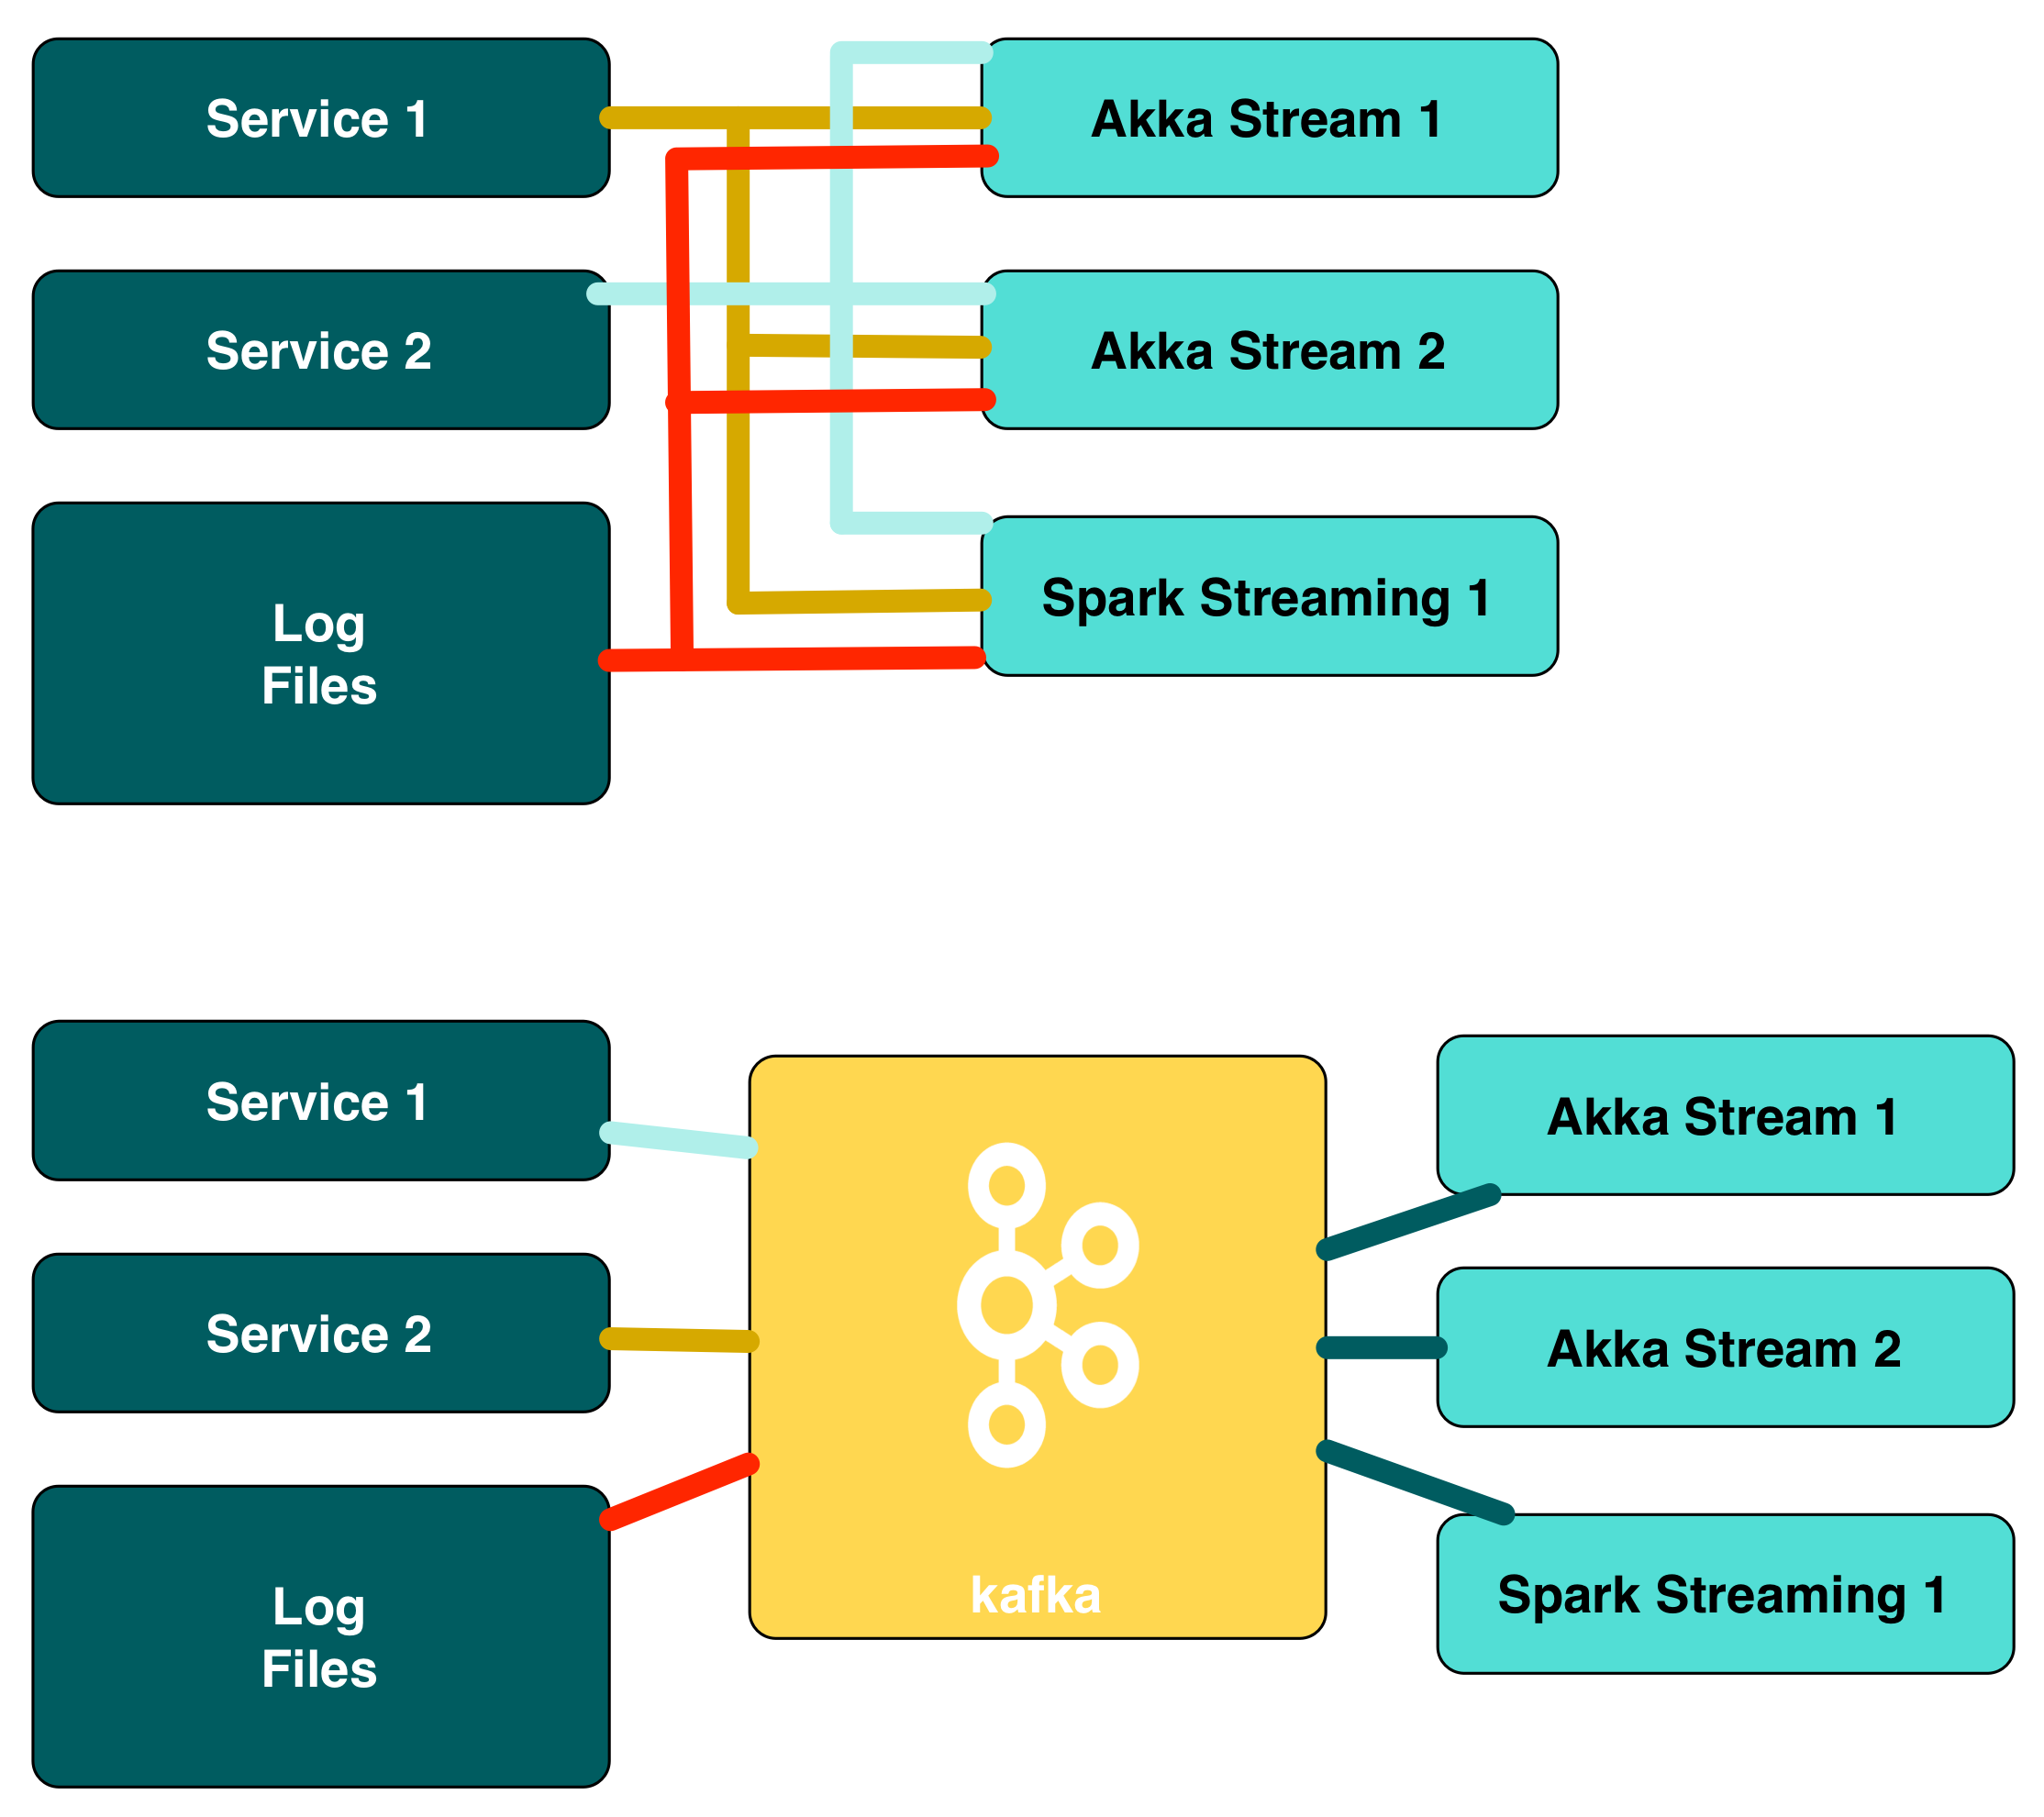 Service 1
Akka Stream 1
Service 2
Akka Stream 2
Log
Files
Spark Streaming 1
Service 1
Akka Stream 1
Service 2
Akka Stream 2
Log
Files
kafka
Spark Streaming 1